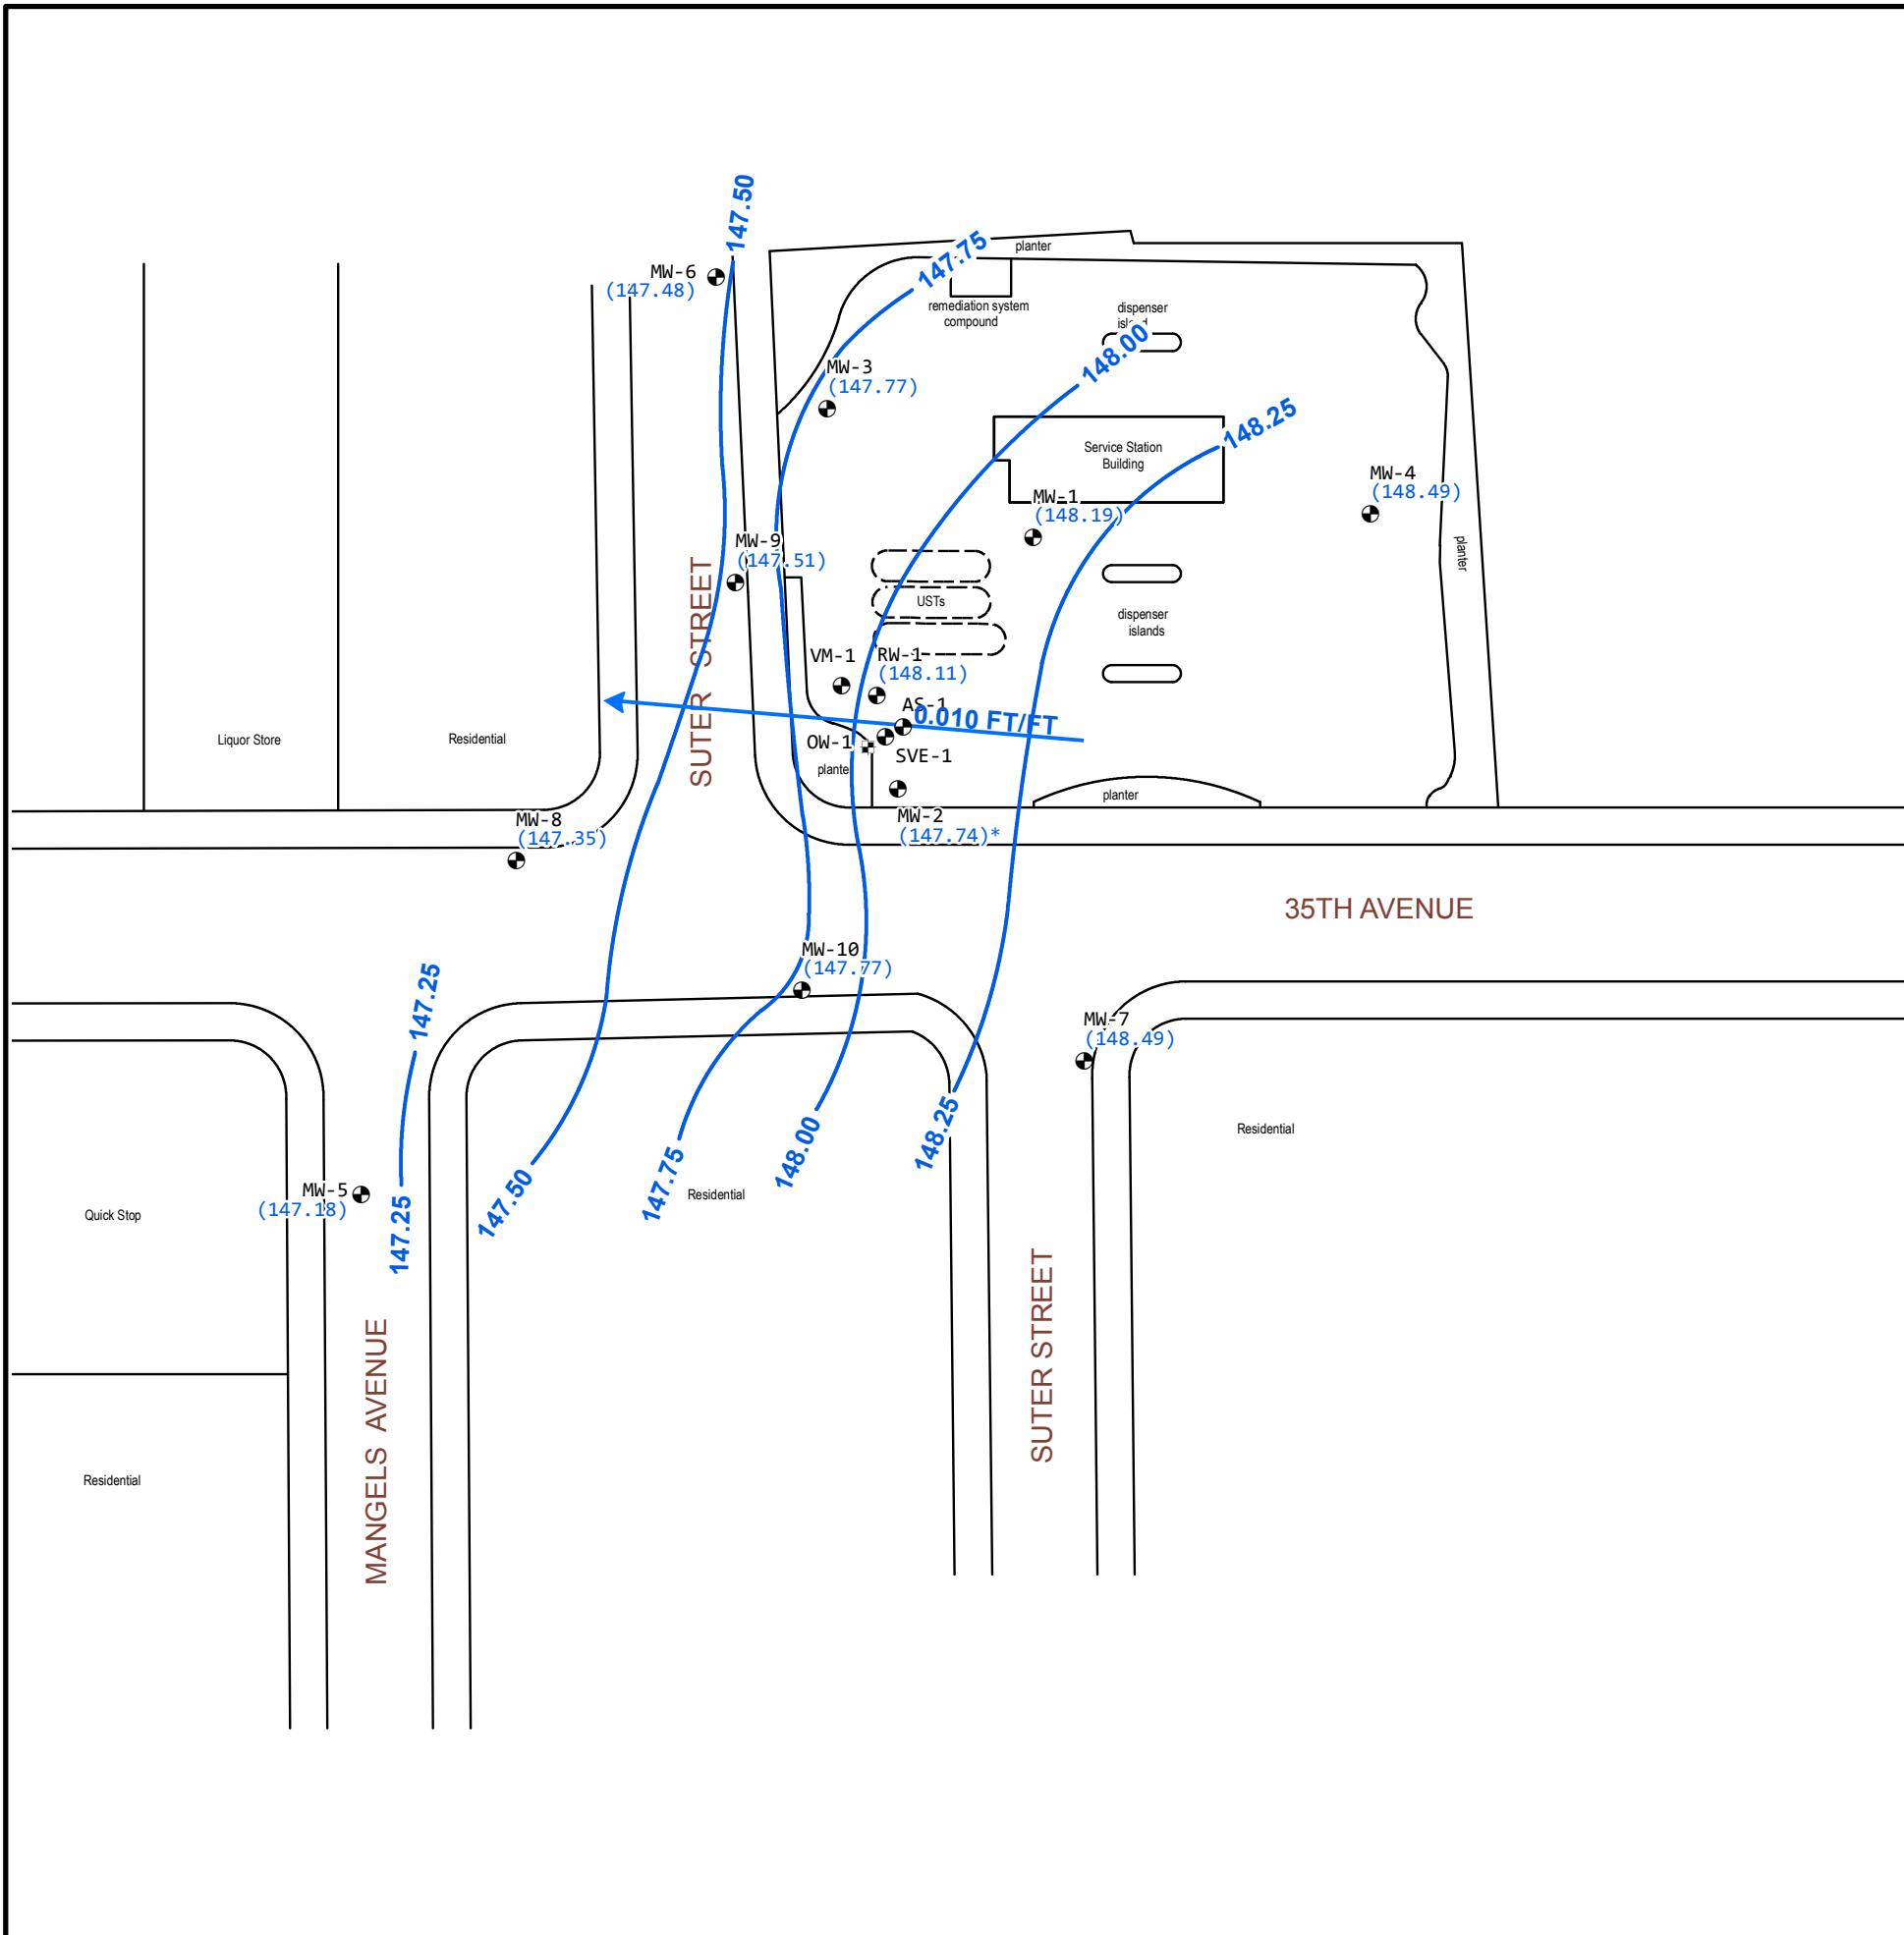 147.50
147.75
planter
MW-6
(147.48)
remediation system
compound
dispenser
island
148.00
MW-3
(147.77)
148.25
Service Station
Building
MW-4
(148.49)
MW-1
(148.19)
planter
MW-9
(147.51)
SUTER STREET
USTs
dispenser
islands
VM-1
RW-1
(148.11)
AS-1
0.010 FT/FT
OW-1
SVE-1
planter
planter
Liquor Store
Residential
MW-8
(147.35)
MW-2
(147.74)*
35TH AVENUE
MW-10
(147.77)
147.25
MW-7
(148.49)
Residential
MW-5
(147.18)
147.25
147.50
147.75
148.00
148.25
Residential
Quick Stop
SUTER STREET
MANGELS AVENUE
Residential